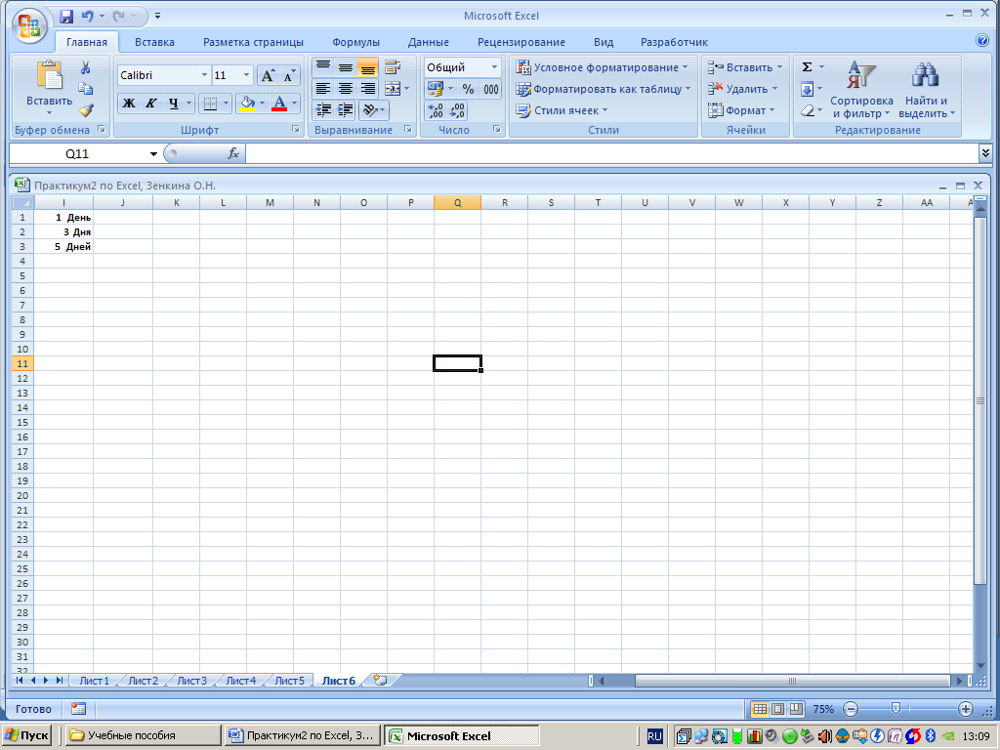 Microsoft Excel
Главная Вставка Разметка страницы Формулы Данные Рецензирование Вид Разработчик
Вставить
Буфер обмена
Calibri 11
Ж К Ч A A A
Шрифт
Выравнивание
Общий
% 000
Число
Условное форматирование
Форматировать как таблицу
Стили ячеек
Стили
Вставить
Удалить
Формат
Ячейки
Σ
Сортировка и фильтр
Найти и выделить
Редактирование
Q11 fx
Практикум2 по Excel, Зенкина О.Н.
I J K L M N O P Q R S T U V W X Y Z AA A
1 1 День
2 3 Дня
3 5 Дней
4
5
6
7
8
9
10
11
12
13
14
15
16
17
18
19
20
21
22
23
24
25
26
27
28
29
30
31
32
Лист1 Лист2 Лист3 Лист4 Лист5 Лист6
Готово 75%
Пуск Учебные пособия Практикум2 по Excel, З... Microsoft Excel RU 13:09